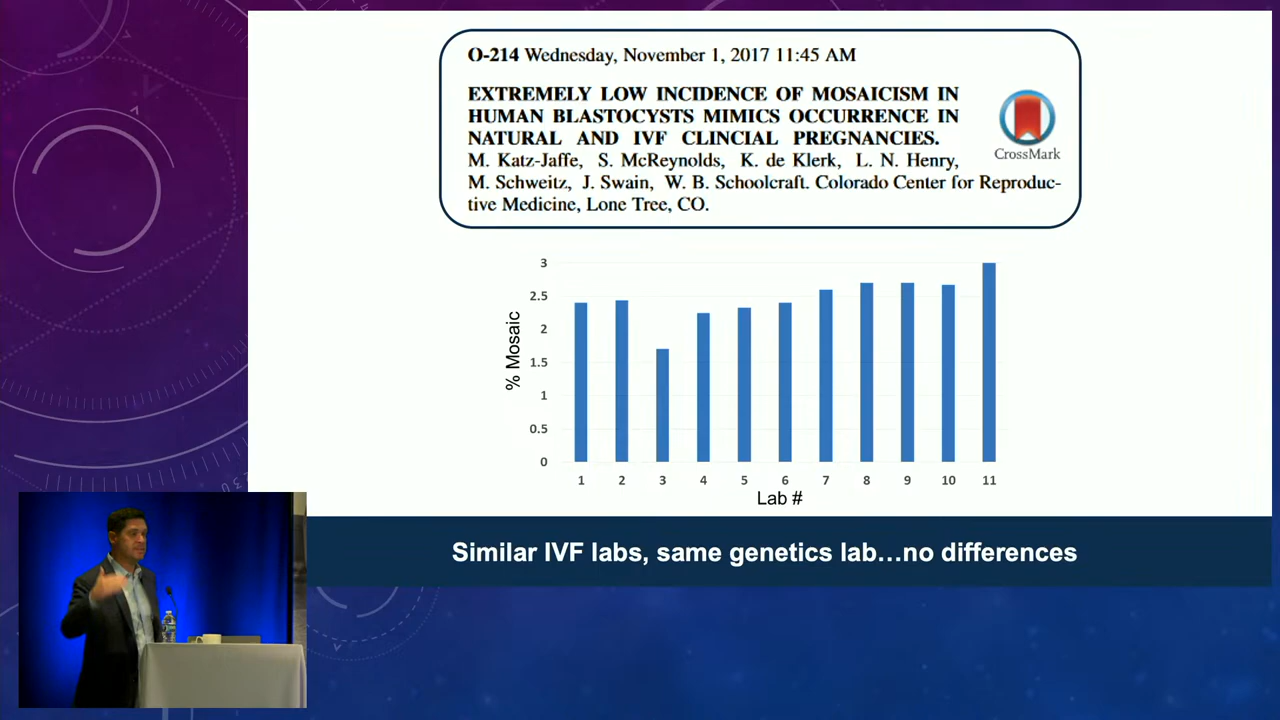 O-214 Wednesday, November 1, 2017 11:45 AM
EXTREMELY LOW INCIDENCE OF MOSAICISM IN
HUMAN BLASTOCYSTS MIMICS OCCURRENCE IN
NATURAL AND IVF CLINCIAL PREGNANCIES.
M. Katz-Jaffe, S. McReynolds, K. de Klerk, L. N. Henry,
M. Schweitz, J. Swain, W. B. Schoolcraft. Colorado Center for Reproduc-
tive Medicine, Lone Tree, CO.
CrossMark
% Mosaic
3
2.5
2
1.5
1
0.5
0
1 2 3 4 5 6 7 8 9 10 11
Lab #
Similar IVF labs, same genetics lab...no differences